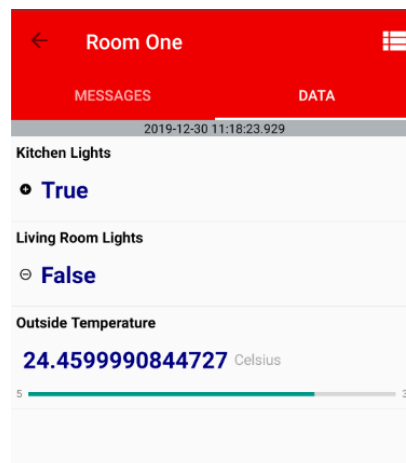 Room One
MESSAGES DATA
2019-12-30 11:18:23.929
Kitchen Lights
True
Living Room Lights
False
Outside Temperature
24.4599990844727 Celsius
5